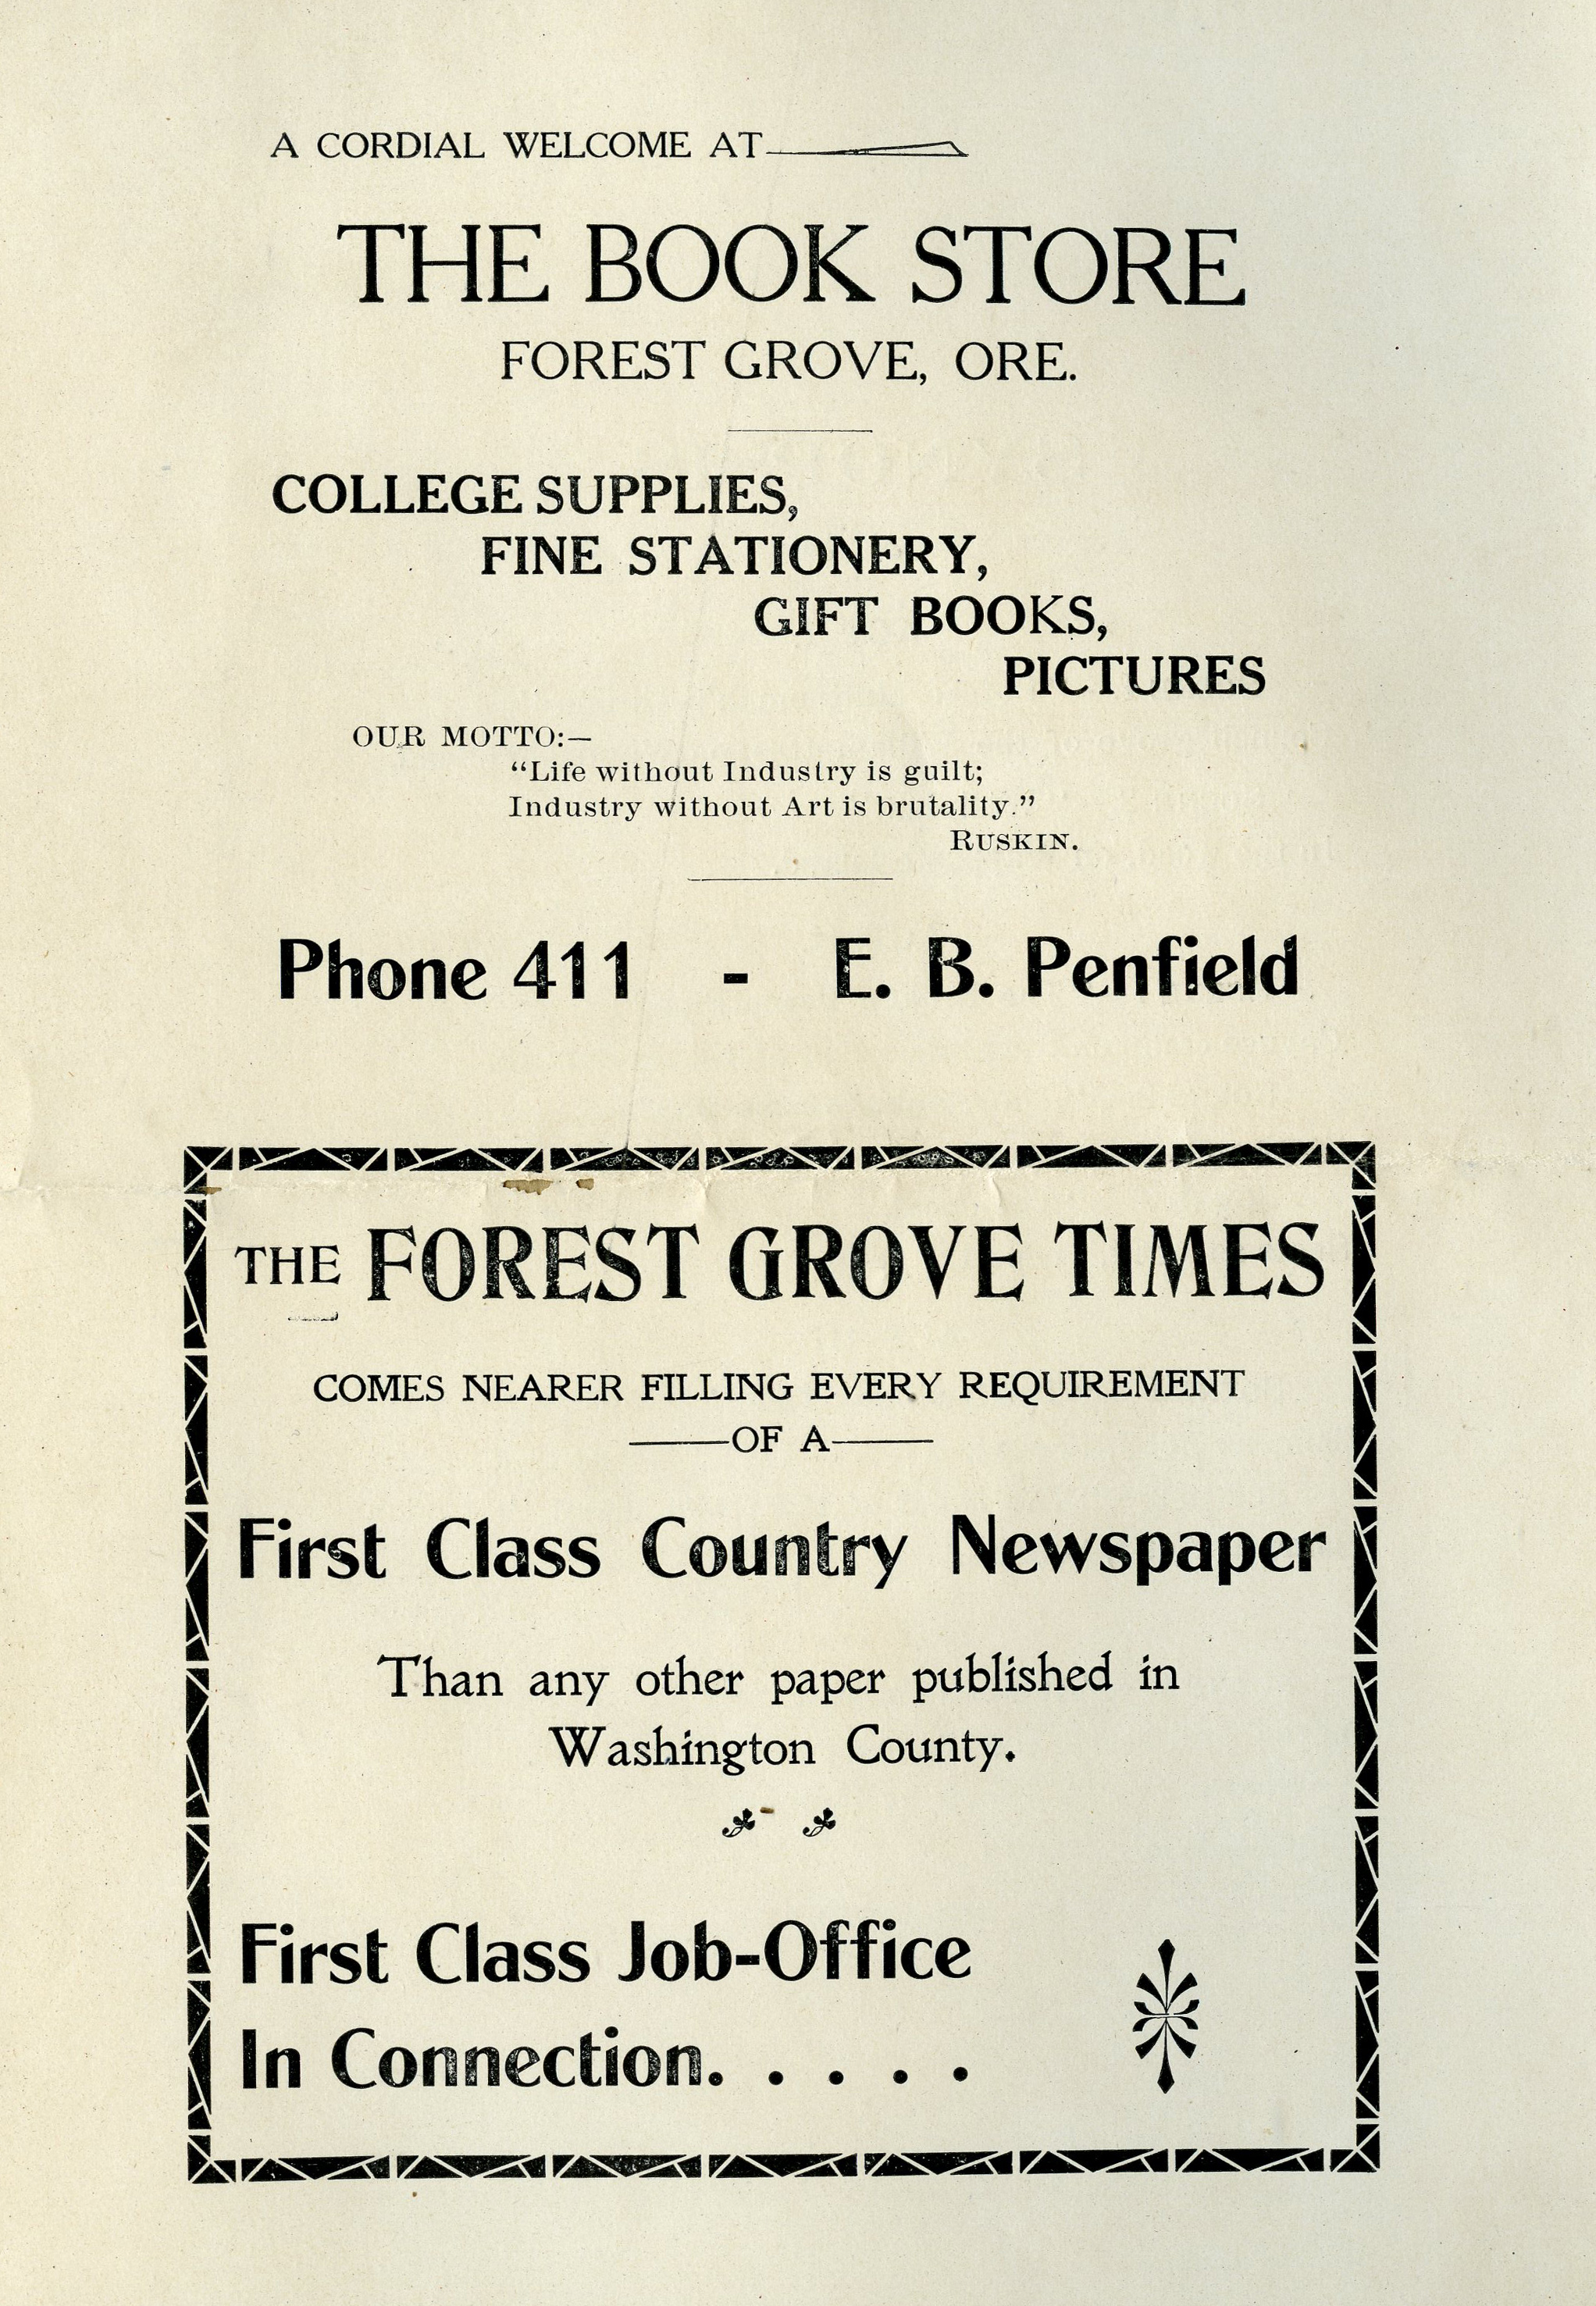 A CORDIAL WELCOME AT
THE BOOK STORE
FOREST GROVE, ORE.
COLLEGE SUPPLIES,
FINE STATIONERY,
GIFT BOOKS,
PICTURES
OUR MOTTO:—
“Life without Industry is guilt;
Industry without Art is brutality.”
RUSKIN.
Phone 411 - E. B. Penfield
THE FOREST GROVE TIMES
COMES NEARER FILLING EVERY REQUIREMENT
——OF A——
First Class Country Newspaper
Than any other paper published in
Washington County.
First Class Job-Office
In Connection. . . . .